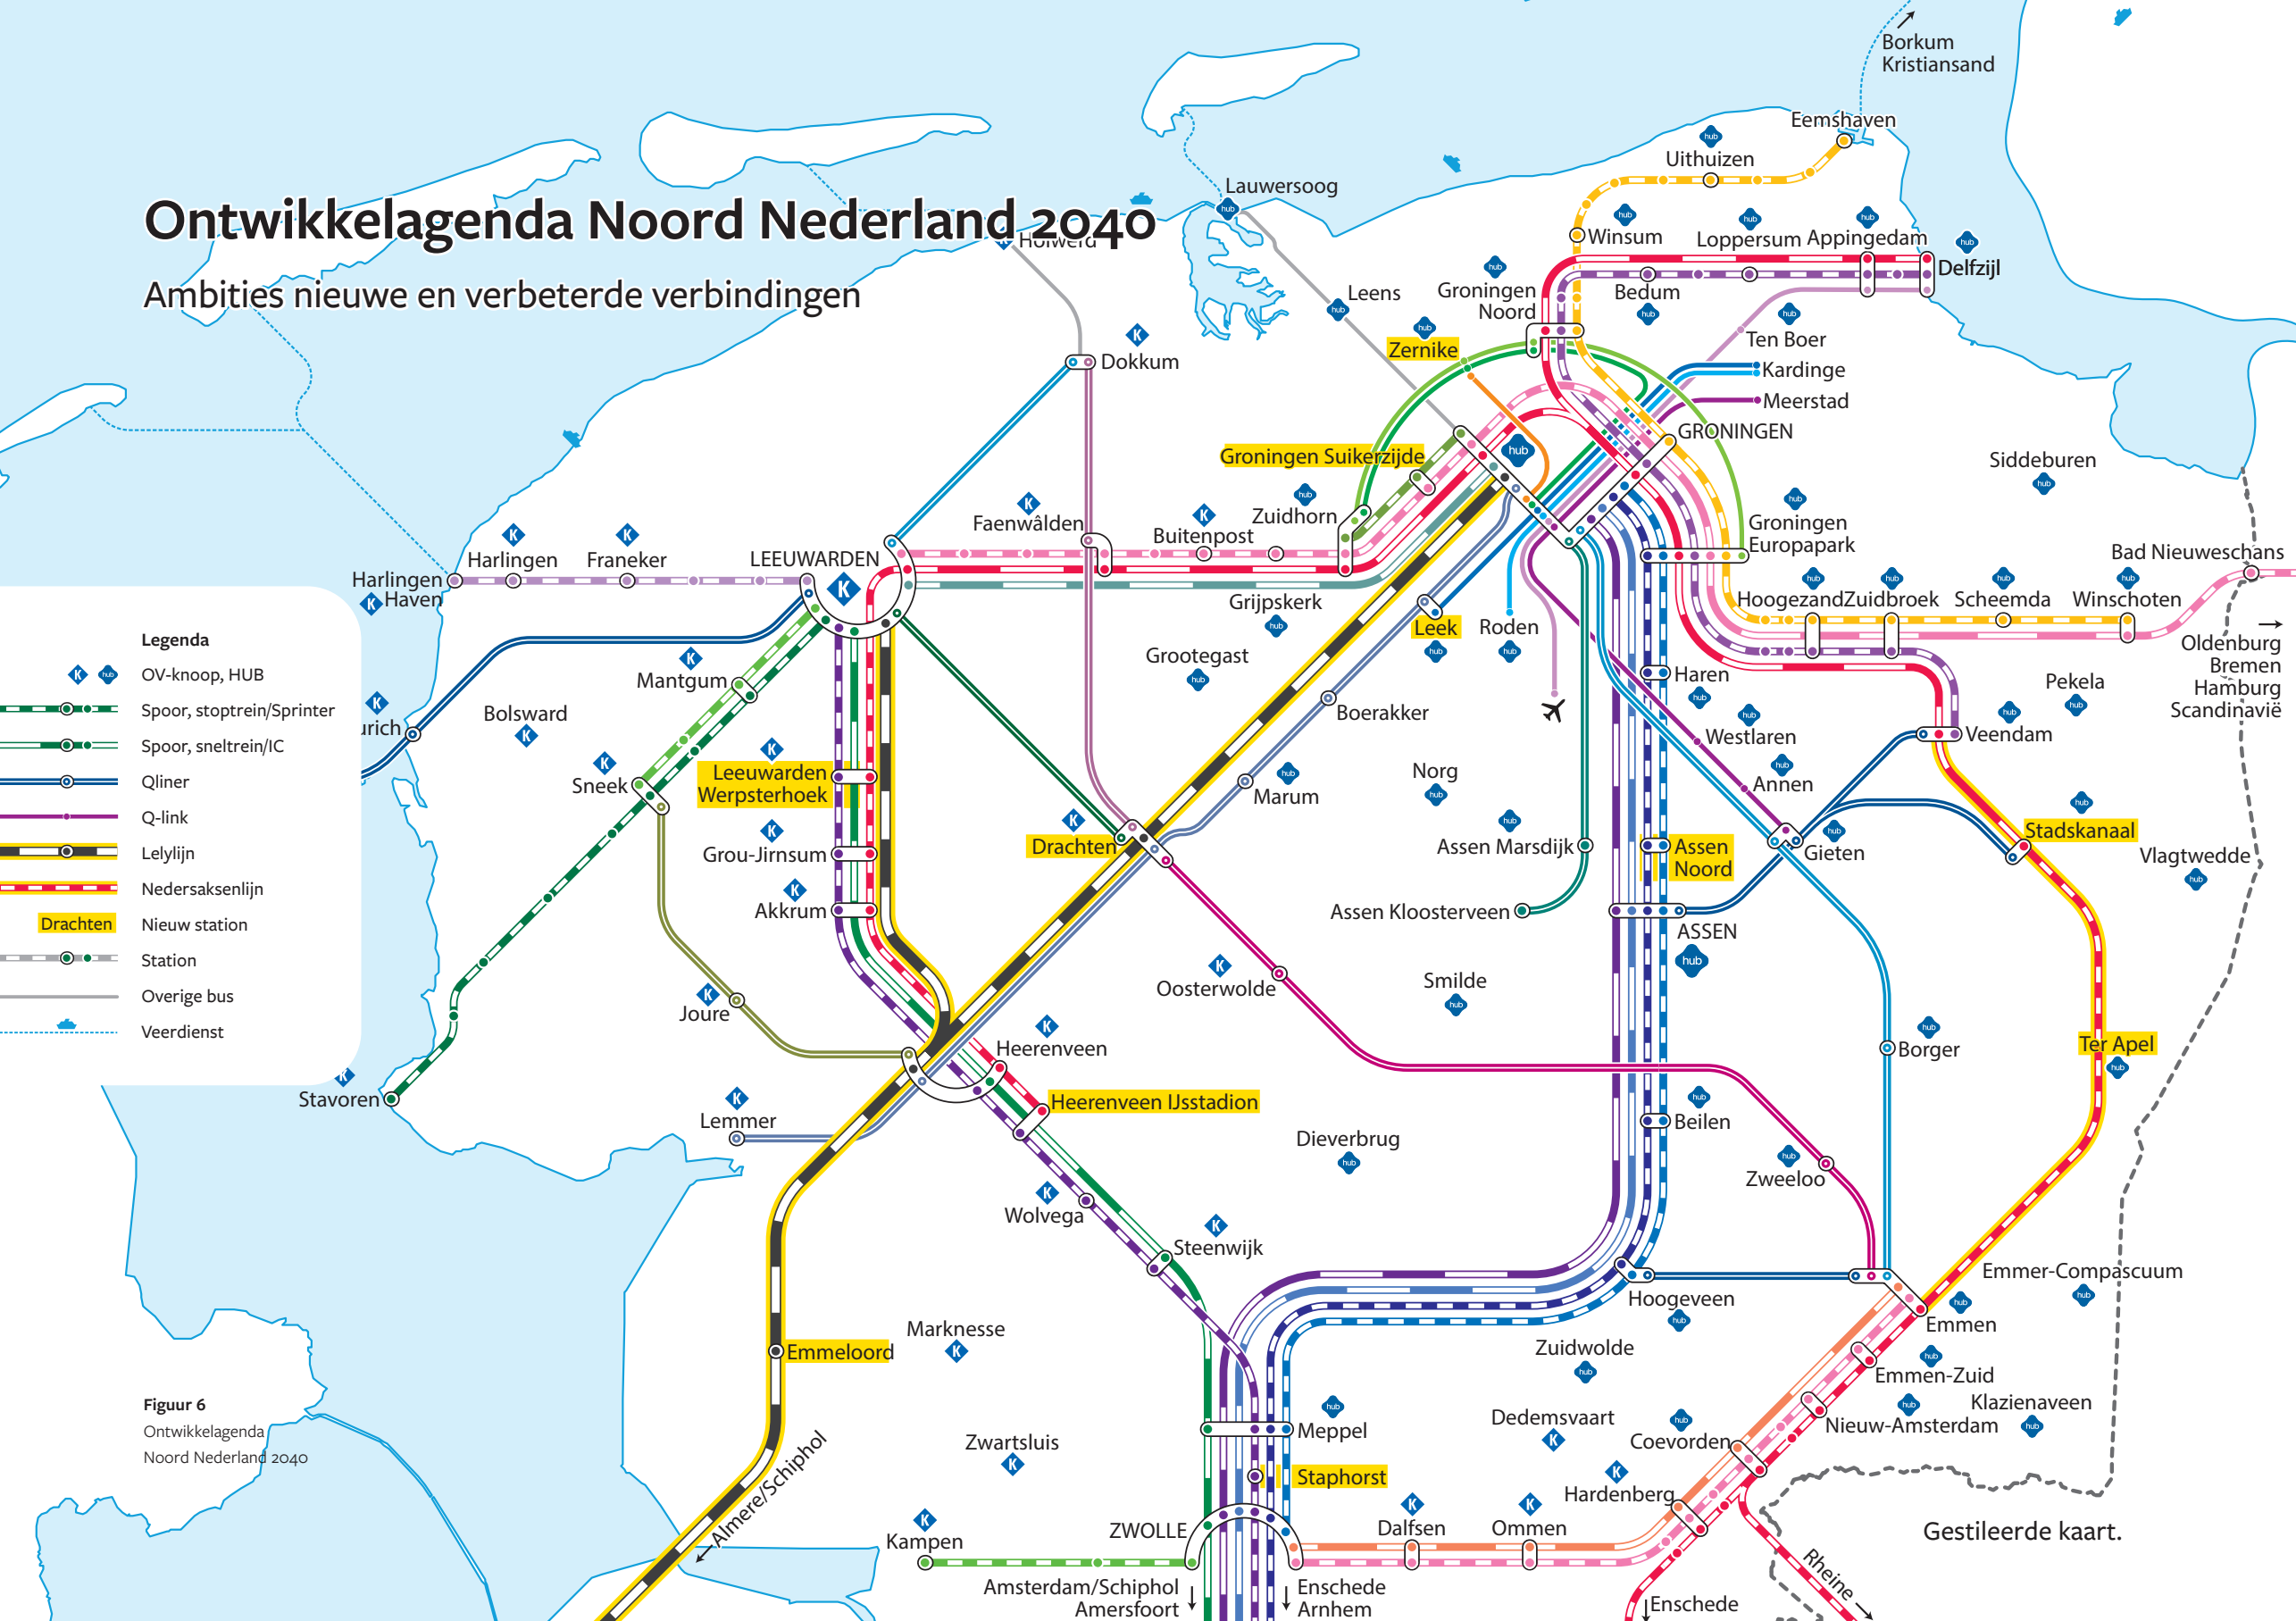 Borkum
Kristiansand
Eemshaven
Uithuizen
Lauwersoog
Ontwikkelagenda Noord Nederland 2040
Holwerd
Ambities nieuwe en verbeterde verbindingen
Winsum
Loppersum
Appingedam
Delfzijl
Groningen
Noord
Bedum
Leens
Ten Boer
Zernike
Kardinge
Meerstad
Dokkum
GRONINGEN
Groningen Suikerzijde
Siddeburen
Faenwâlden
Buitenpost
Zuidhorn
Groningen
Europapark
Bad Nieuweschans
Harlingen
Franeker
LEEUWARDEN
Harlingen
Haven
Grijpskerk
Hoogezand
Zuidbroek
Scheemda
Winschoten
Leek
Roden
Oldenburg
Bremen
Hamburg
Scandinavië
Legenda
OV-knoop, HUB
Spoor, stoptrein/Sprinter
Spoor, sneltrein/IC
Qliner
Q-link
Lelylijn
Nedersaksenlijn
Drachten
Nieuw station
Station
Overige bus
Veerdienst
urich
Mantgum
Bolsward
Grootegast
Haren
Pekela
Boerakker
Westlaren
Veendam
Sneek
Leeuwarden
Werpsterhoek
Marum
Norg
Annen
Grou-Jirnsum
Drachten
Assen Marsdijk
Assen
Noord
Gieten
Stadskanaal
Vlagtwedde
Akkrum
Assen Kloosterveen
ASSEN
Oosterwolde
Smilde
Joure
Heerenveen
Borger
Ter Apel
Stavoren
Heerenveen IJsstadion
Lemmer
Beilen
Dieverbrug
Zweeloo
Wolvega
Steenwijk
Emmer-Compascuum
Hoogeveen
Emmen
Marknesse
Emmeloord
Zuidwolde
Emmen-Zuid
Klazienaveen
Figuur 6
Ontwikkelagenda
Noord Nederland 2040
Meppel
Dedemsvaart
Coevorden
Nieuw-Amsterdam
Zwartsluis
Staphorst
Almere/Schiphol
Hardenberg
Kampen
ZWOLLE
Dalfsen
Ommen
Gestileerde kaart.
Amsterdam/Schiphol
Amersfoort
Enschede
Arnhem
Enschede
Rheine